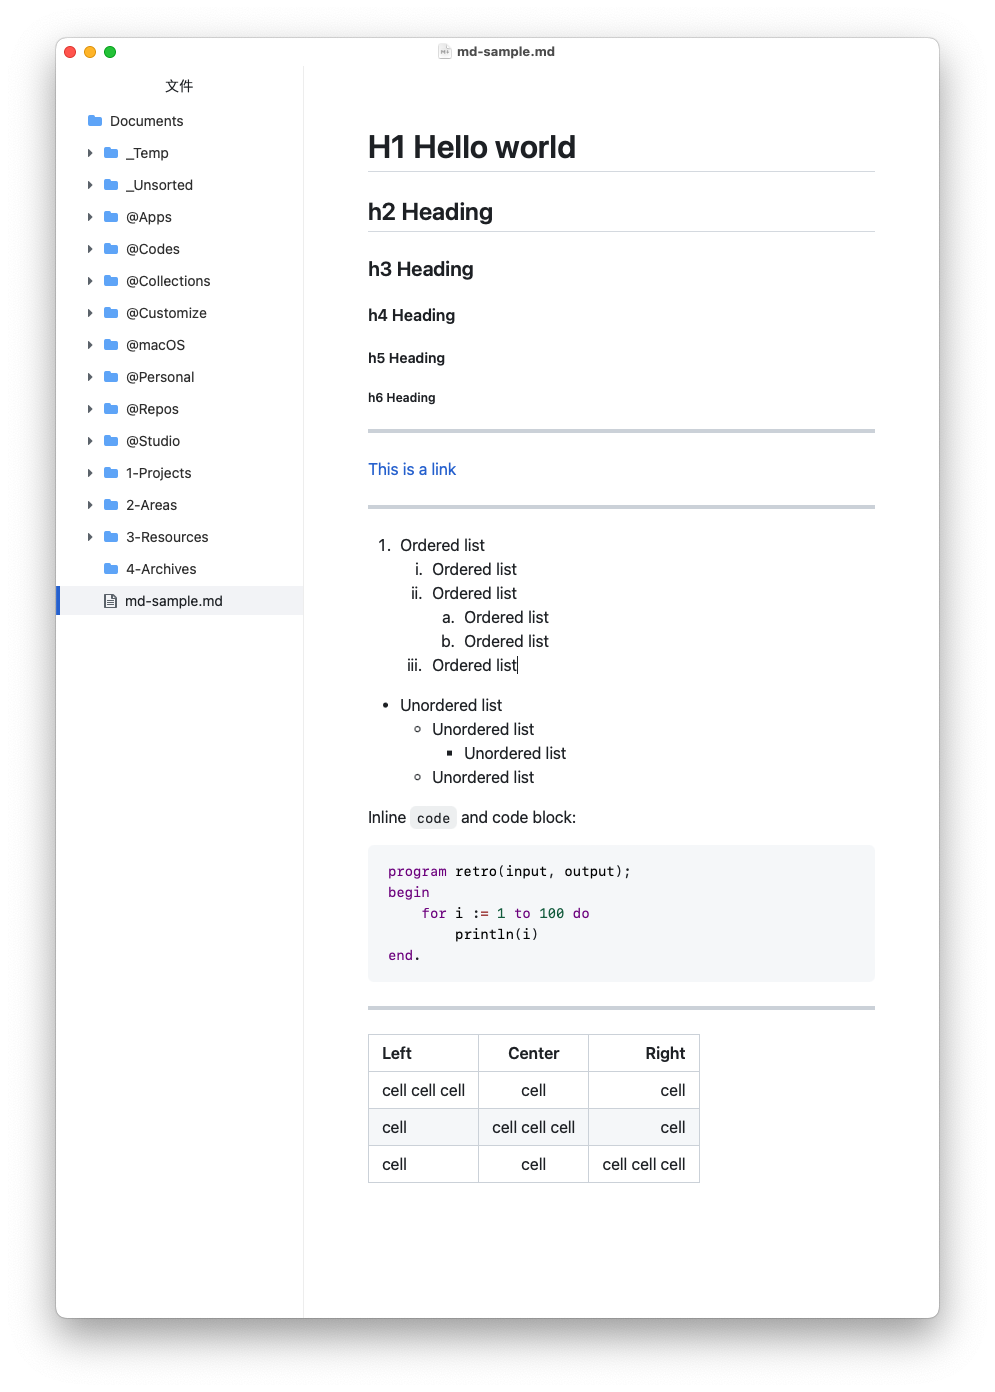 md-sample.md
文件
Documents
_Temp
_Unsorted
@Apps
@Codes
@Collections
@Customize
@macOS
@Personal
@Repos
@Studio
1-Projects
2-Areas
3-Resources
4-Archives
md-sample.md
H1 Hello world
h2 Heading
h3 Heading
h4 Heading
h5 Heading
h6 Heading
This is a link
1. Ordered list
i. Ordered list
ii. Ordered list
a. Ordered list
b. Ordered list
iii. Ordered list
• Unordered list
◦ Unordered list
▪ Unordered list
◦ Unordered list
Inline code and code block:
program retro(input, output);
begin
    for i := 1 to 100 do
        println(i)
end.
Left Center Right
cell cell cell cell cell
cell cell cell cell cell
cell cell cell cell cell